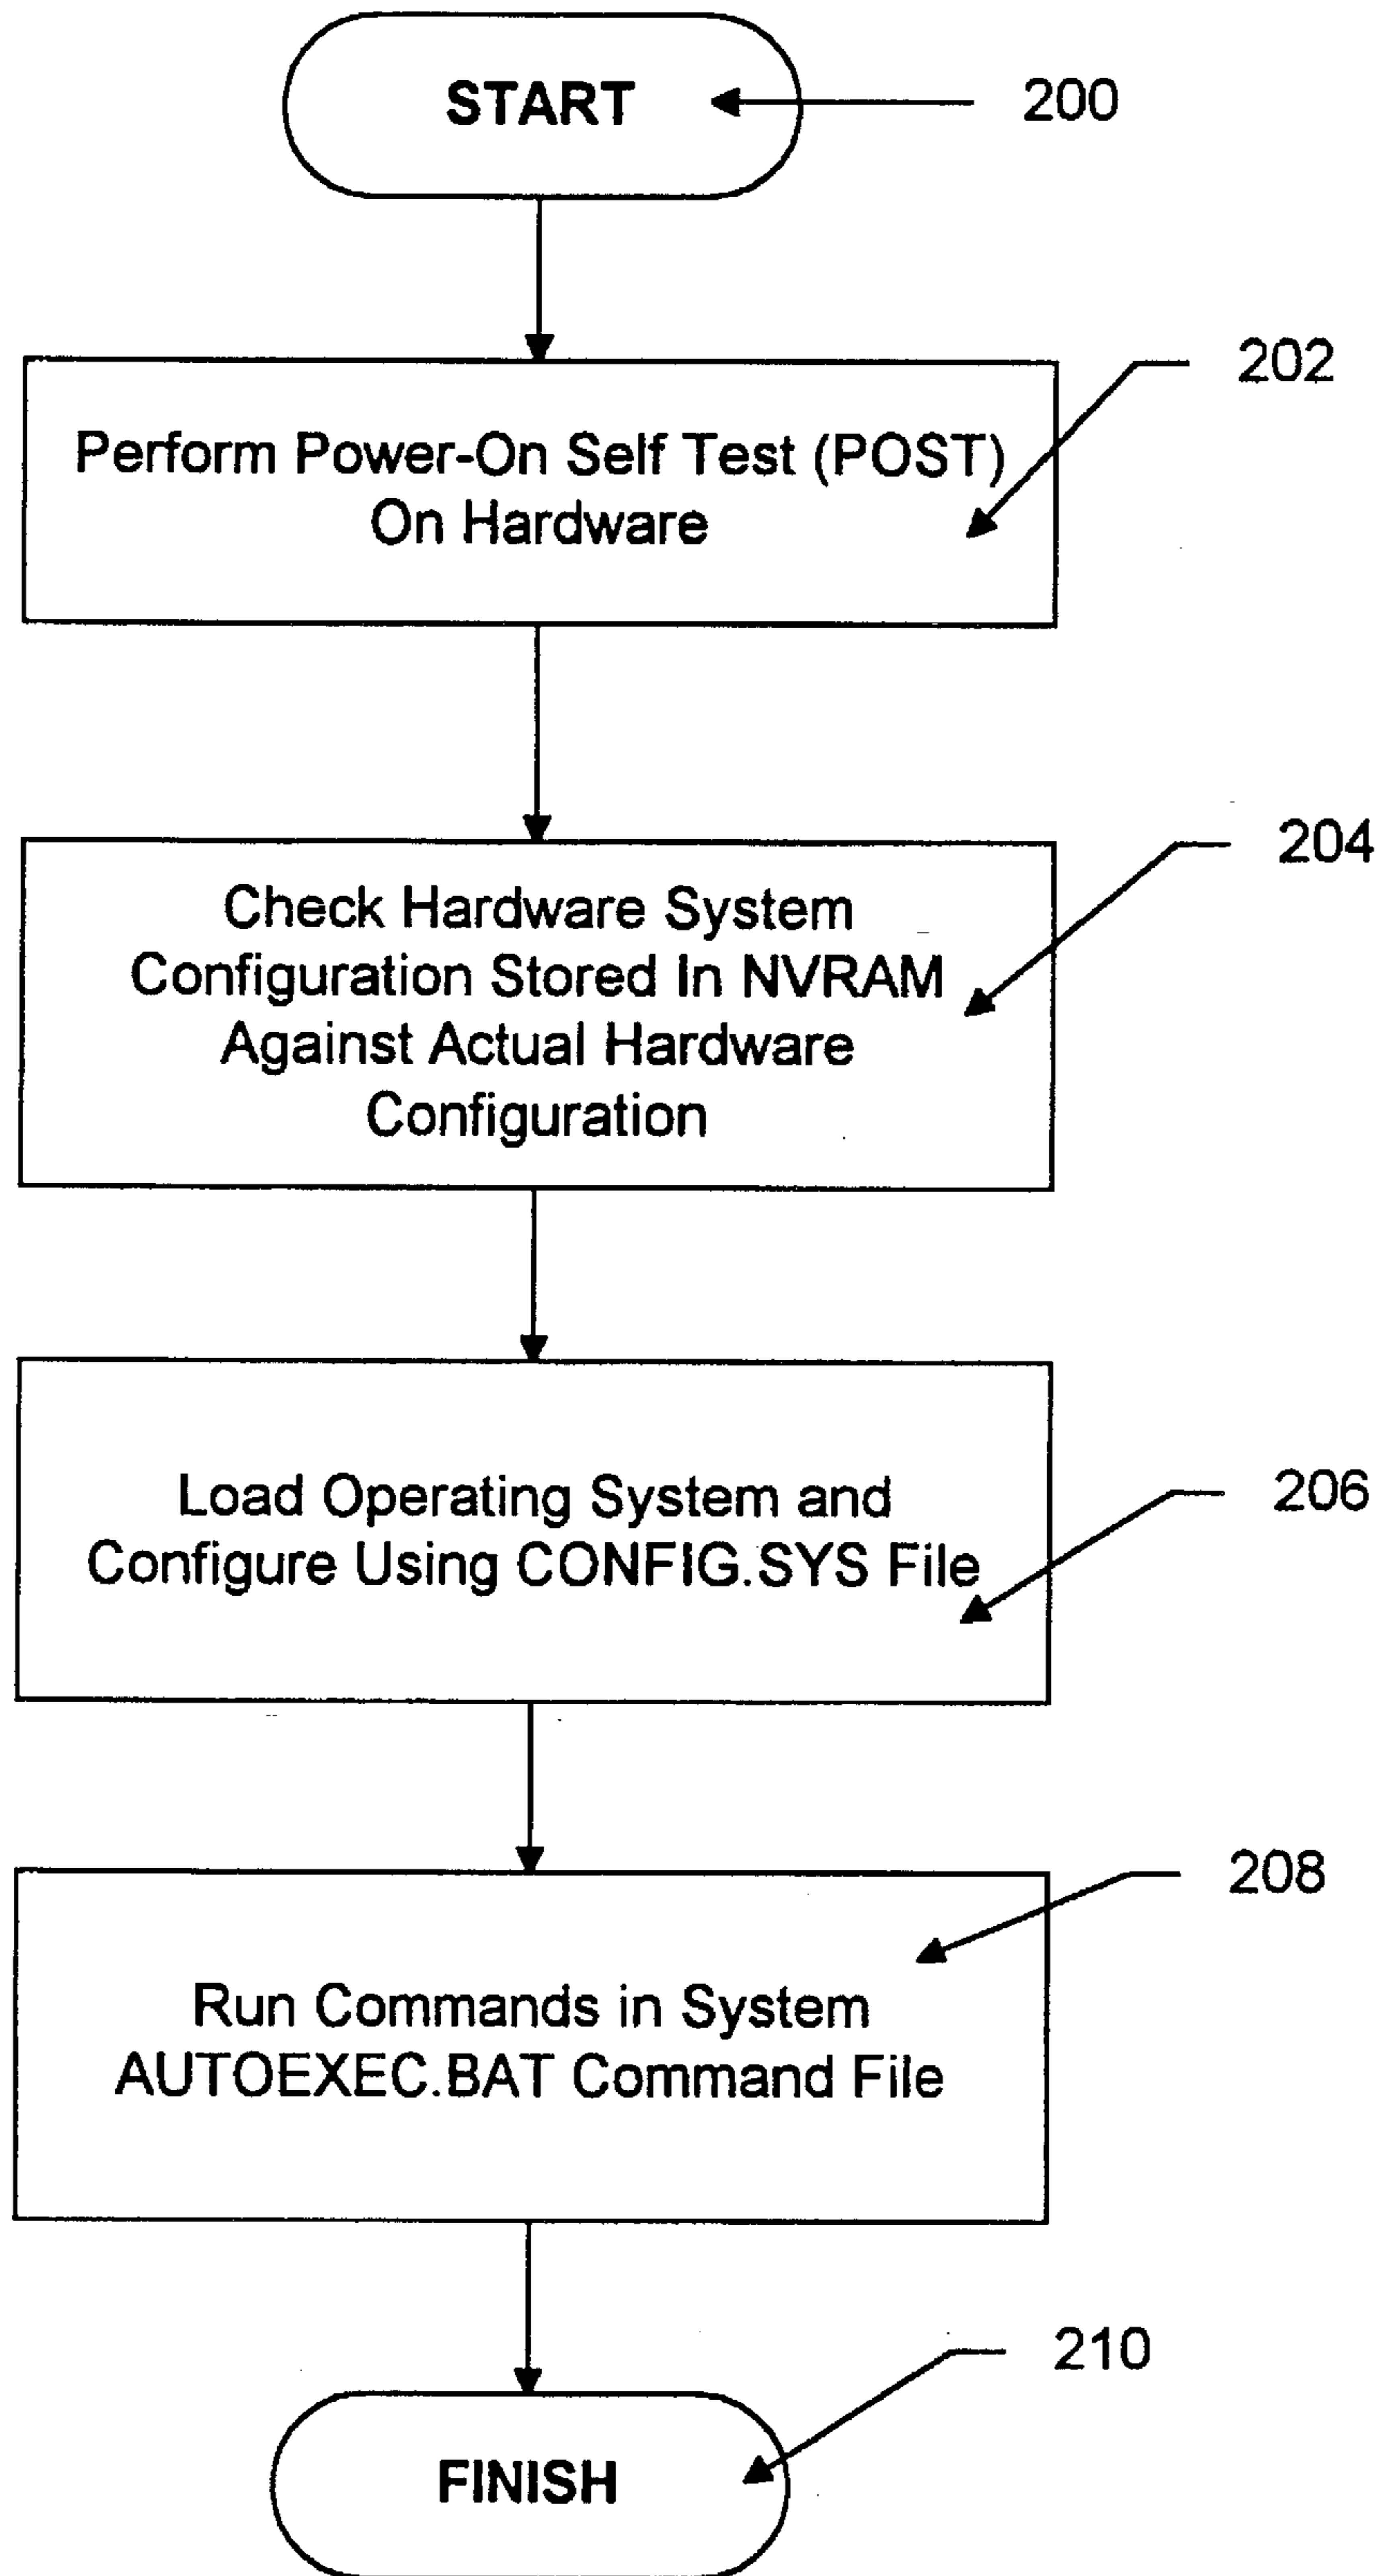 START
200
202
Perform Power-On Self Test (POST)
On Hardware
204
Check Hardware System
Configuration Stored In NVRAM
Against Actual Hardware
Configuration
206
Load Operating System and
Configure Using CONFIG.SYS File
208
Run Commands in System
AUTOEXEC.BAT Command File
210
FINISH